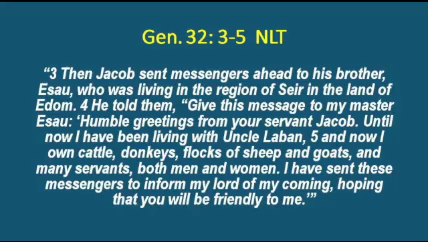 Gen. 32: 3-5 NLT
“3 Then Jacob sent messengers ahead to his brother,
Esau, who was living in the region of Seir in the land of
Edom. 4 He told them, “Give this message to my master
Esau: ‘Humble greetings from your servant Jacob. Until
now I have been living with Uncle Laban, 5 and now I
own cattle, donkeys, flocks of sheep and goats, and
many servants, both men and women. I have sent these
messengers to inform my lord of my coming, hoping
that you will be friendly to me.’”